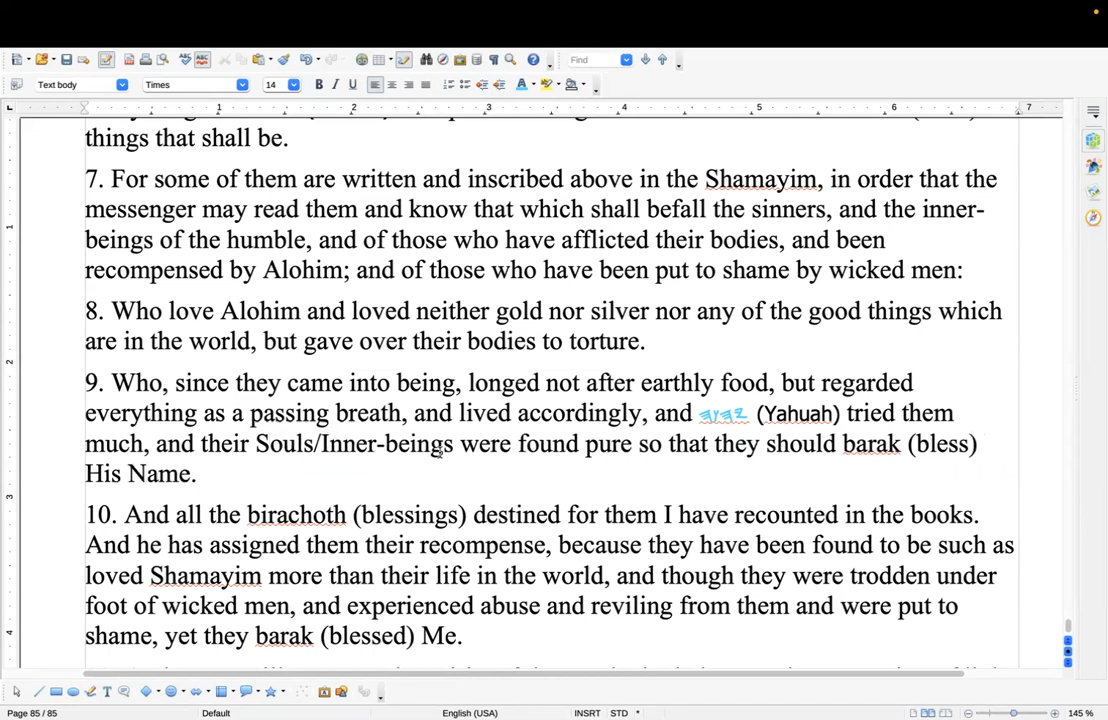 Find
Text body
Times
14
1 2 3 4 5 6 7
things that shall be.
7. For some of them are written and inscribed above in the Shamayim, in order that the
messenger may read them and know that which shall befall the sinners, and the inner-
beings of the humble, and of those who have afflicted their bodies, and been
recompensed by Alohim; and of those who have been put to shame by wicked men:
8. Who love Alohim and loved neither gold nor silver nor any of the good things which
are in the world, but gave over their bodies to torture.
9. Who, since they came into being, longed not after earthly food, but regarded
everything as a passing breath, and lived accordingly, and 𐤉𐤄𐤅𐤄 (Yahuah) tried them
much, and their Souls/Inner-beings were found pure so that they should barak (bless)
His Name.
10. And all the birachoth (blessings) destined for them I have recounted in the books.
And he has assigned them their recompense, because they have been found to be such as
loved Shamayim more than their life in the world, and though they were trodden under
foot of wicked men, and experienced abuse and reviling from them and were put to
shame, yet they barak (blessed) Me.
Page 85 / 85
Default
English (USA)
INSRT
STD
*
145 %